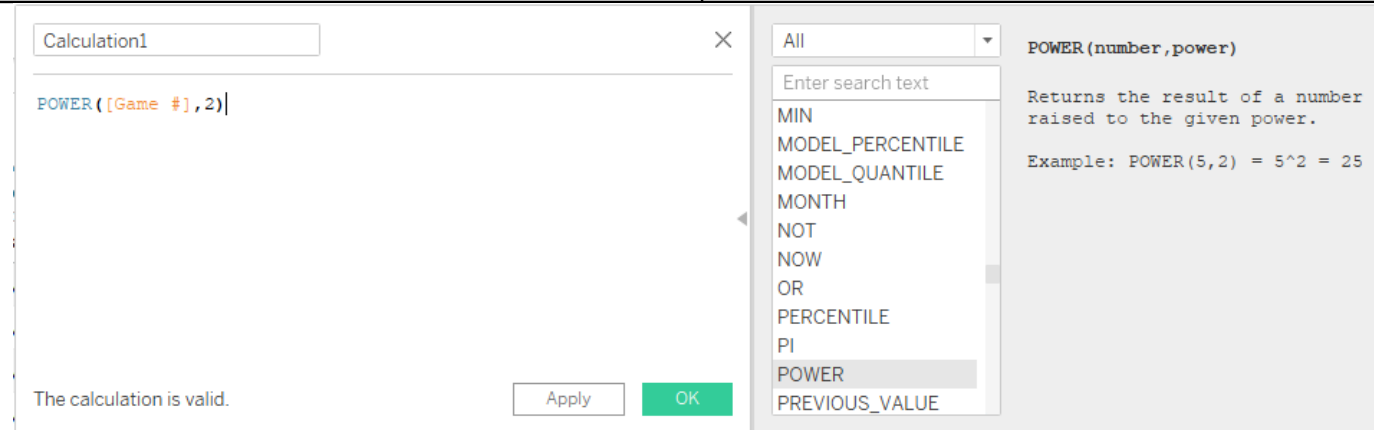 Calculation1
POWER([Game #],2)
The calculation is valid.
Apply
OK
All
Enter search text
MIN
MODEL_PERCENTILE
MODEL_QUANTILE
MONTH
NOT
NOW
OR
PERCENTILE
PI
POWER
PREVIOUS_VALUE
POWER(number,power)
Returns the result of a number
raised to the given power.
Example: POWER(5,2) = 5^2 = 25